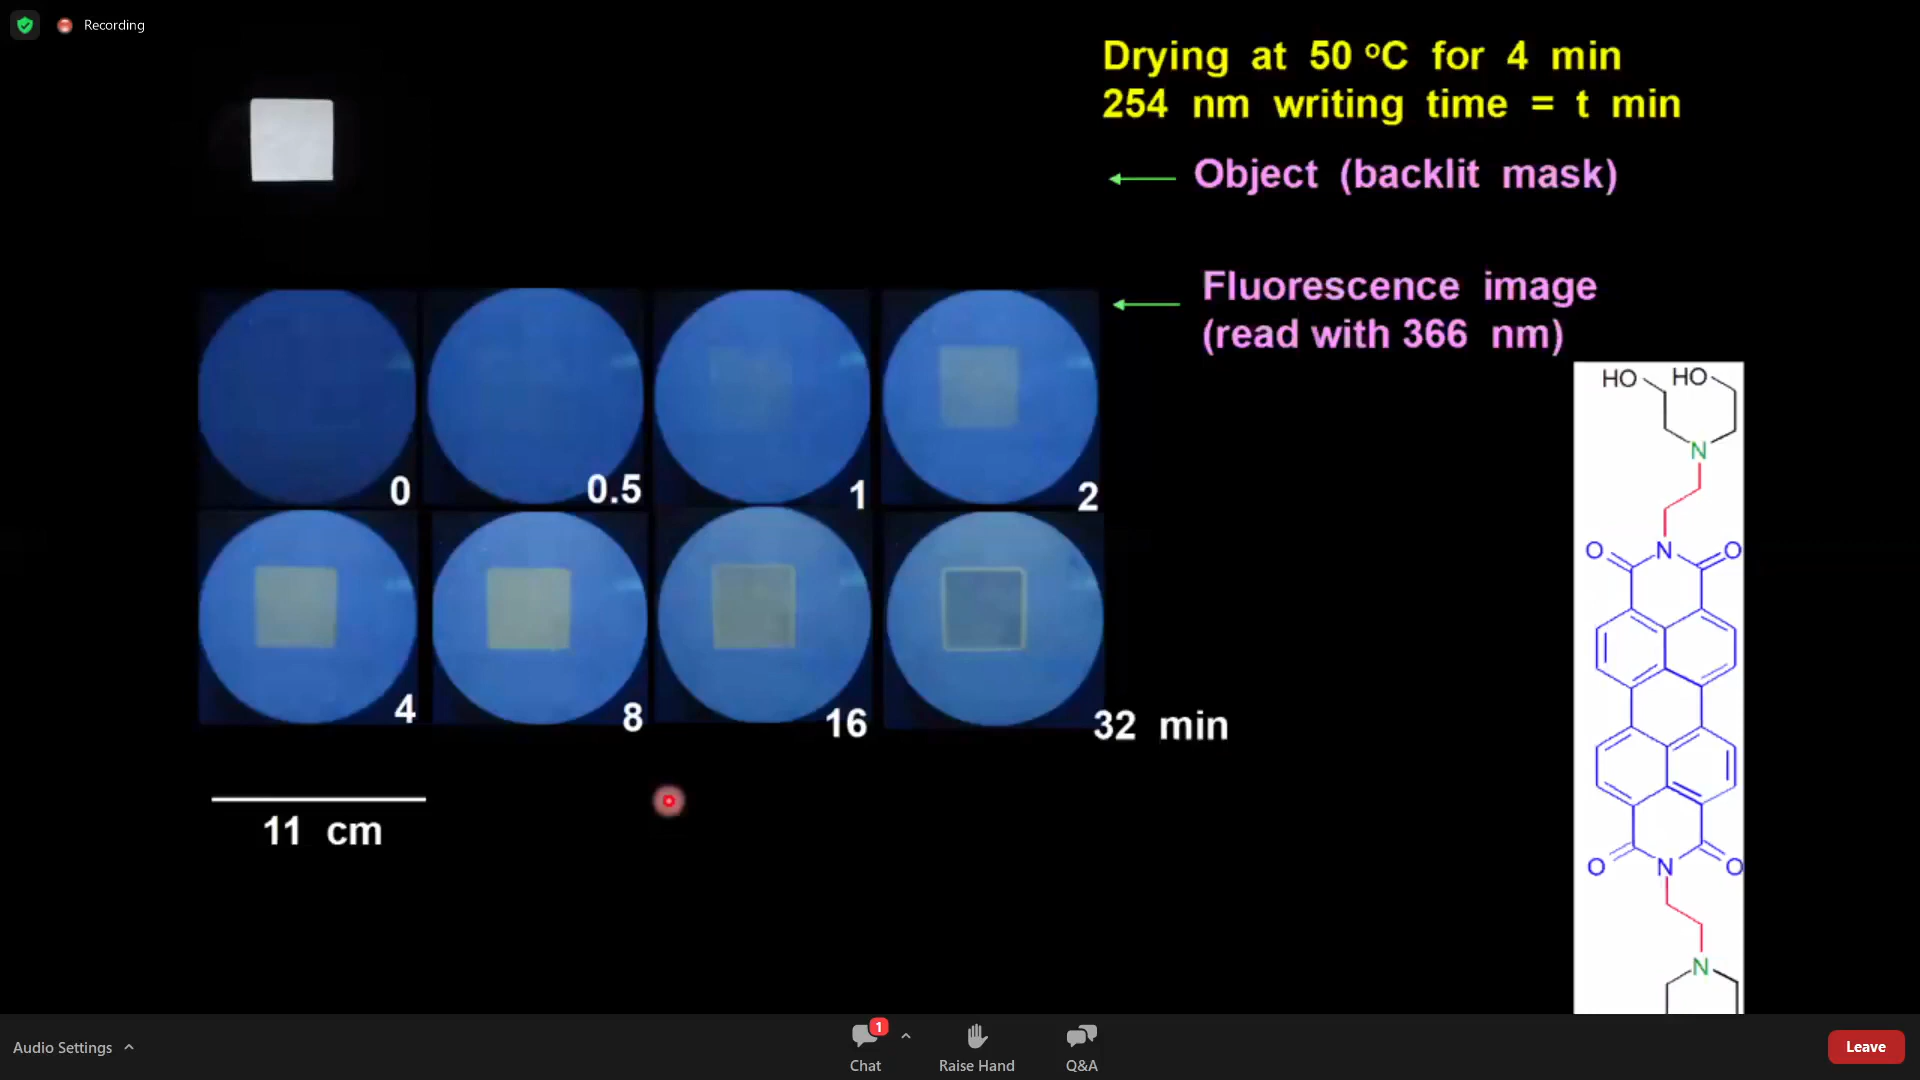 Recording
Drying at 50 °C for 4 min
254 nm writing time = t min
Object (backlit mask)
Fluorescence image
(read with 366 nm)
0
0.5
1
2
4
8
16
32 min
11 cm
HO
HO
N
O
N
O
O
N
O
N
Audio Settings
1
Chat
Raise Hand
Q&A
Leave